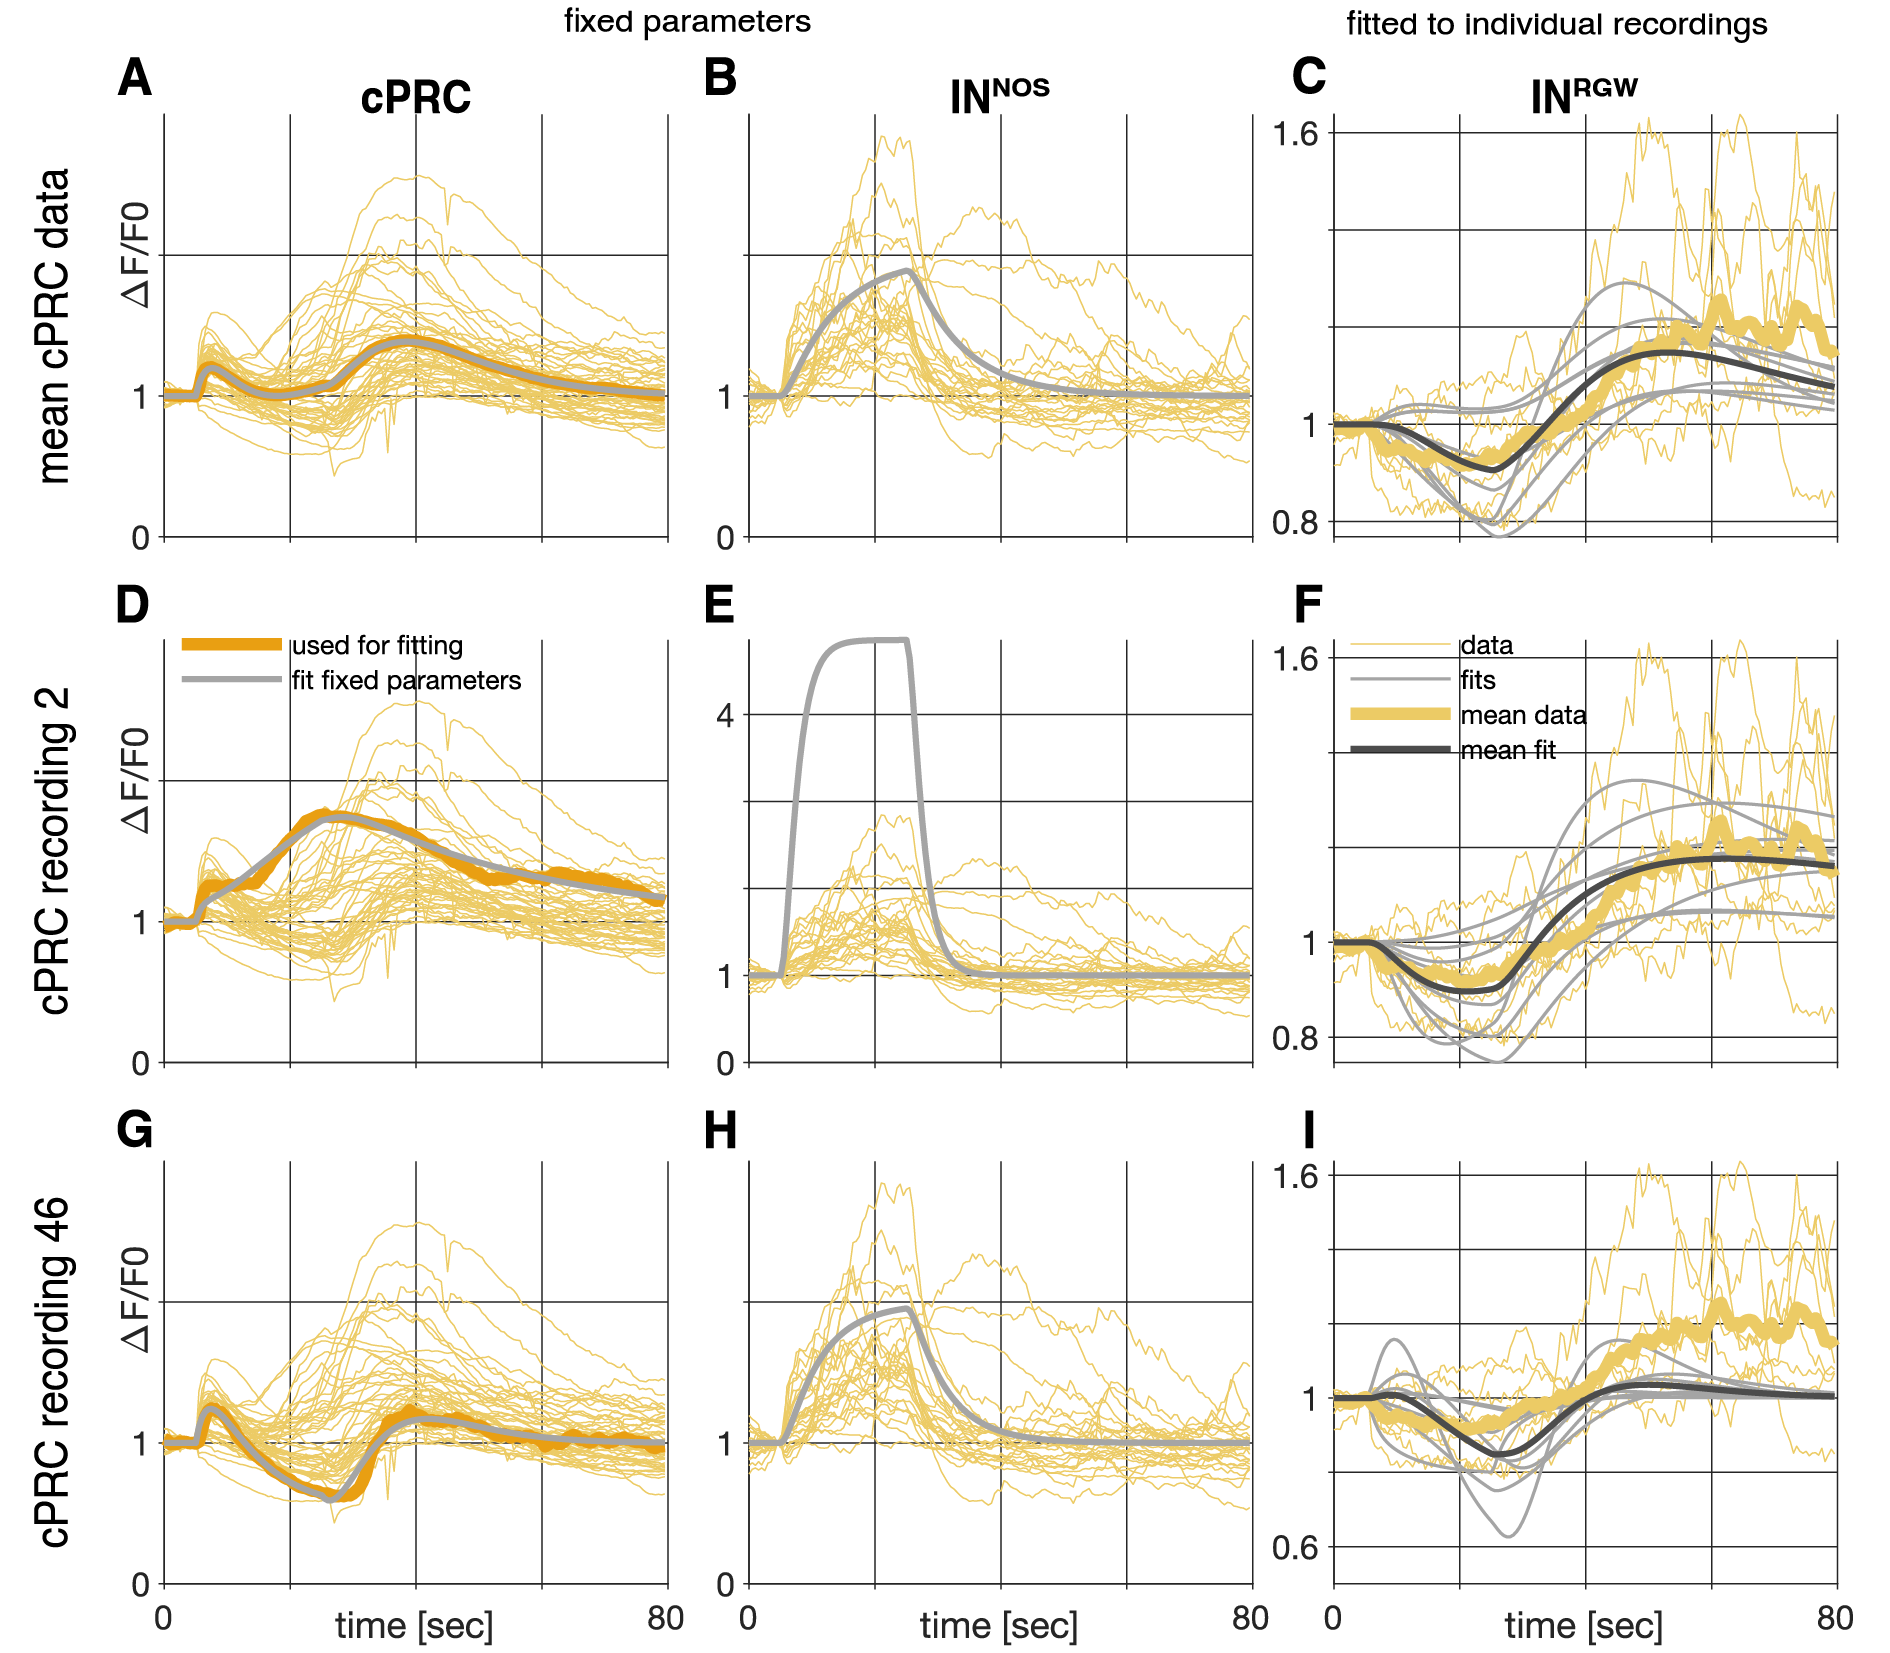 fixed parameters
fitted to individual recordings
A
cPRC
B
IN^NOS
C
IN^RGW
mean cPRC data
ΔF/F0
1
0
1
0
1.6
1
0.8
D
used for fitting
fit fixed parameters
E
F
data
fits
mean data
mean fit
cPRC recording 2
ΔF/F0
1
0
4
1
0
1.6
1
0.8
G
H
I
cPRC recording 46
ΔF/F0
1
0
1
0
1.6
1
0.6
0
time [sec]
80
0
time [sec]
80
0
time [sec]
80